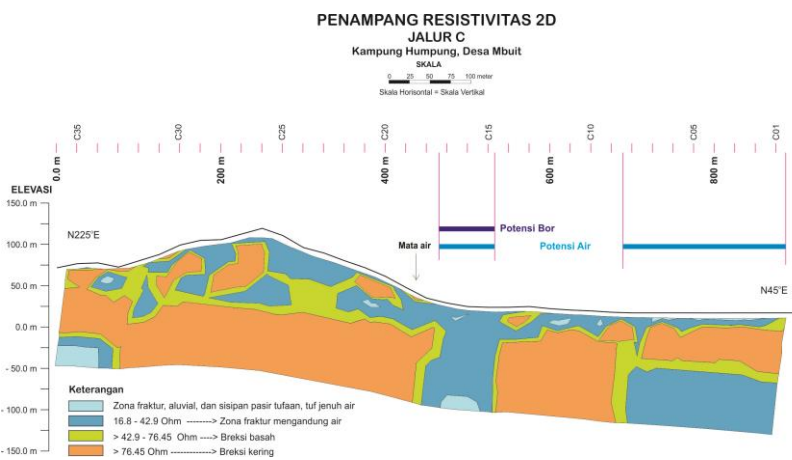 PENAMPANG RESISTIVITAS 2D
JALUR C
Kampung Humpung, Desa Mbuit
SKALA
0 25 50 75 100 meter
Skala Horisontal = Skala Vertikal
C35 C30 C25 C20 C15 C10 C05 C01
0.0 m 200 m 400 m 600 m 800 m
ELEVASI
150.0 m
N225°E
Potensi Bor
100.0 m
Mata air
Potensi Air
50.0 m
N45°E
0.0 m
- 50.0 m
- 100.0 m
- 150.0 m
Keterangan
Zona fraktur, aluvial, dan sisipan pasir tufaan, tuf jenuh air
16.8 - 42.9 Ohm -------> Zona fraktur mengandung air
> 42.9 - 76.45 Ohm ----> Breksi basah
> 76.45 Ohm -------------> Breksi kering